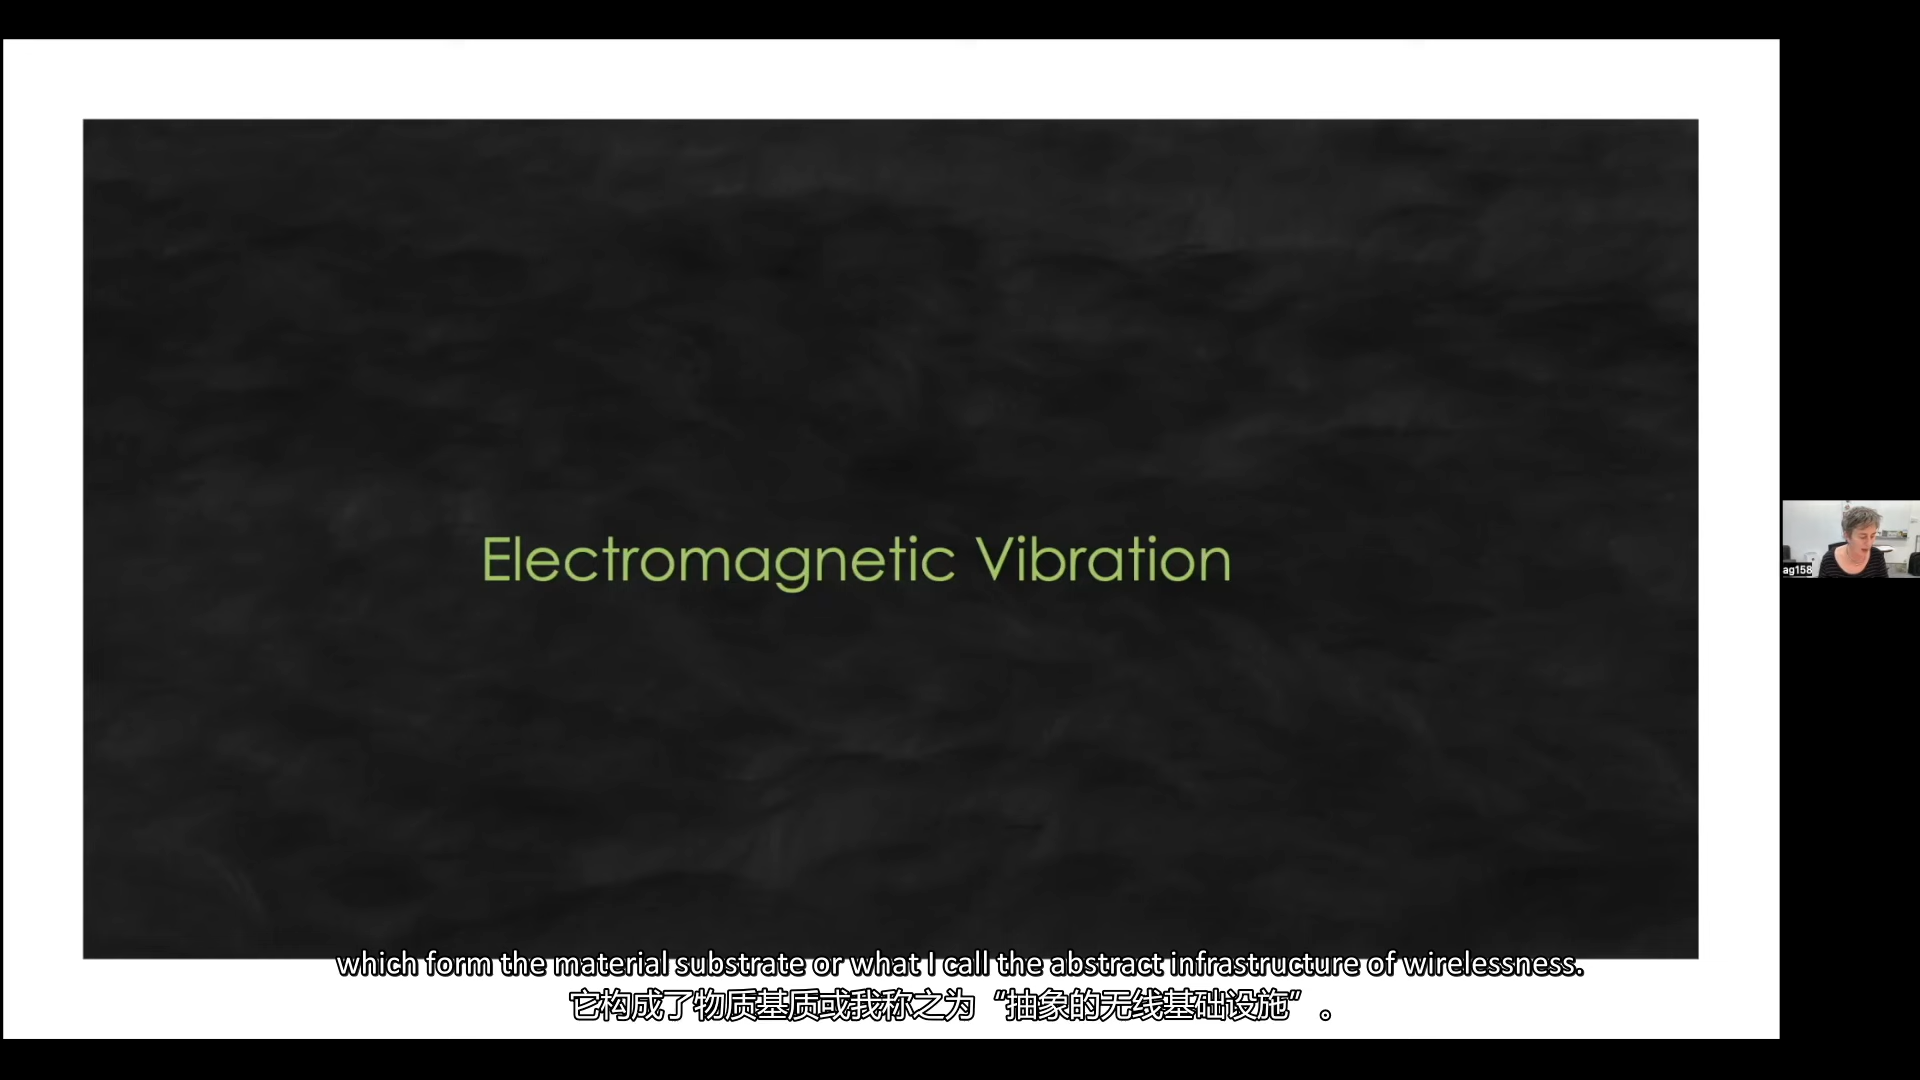 Electromagnetic Vibration
ag158
which form the material substrate or what I call the abstract infrastructure of wirelessness.
它构成了物质基质或我称之为“抽象的无线基础设施”。